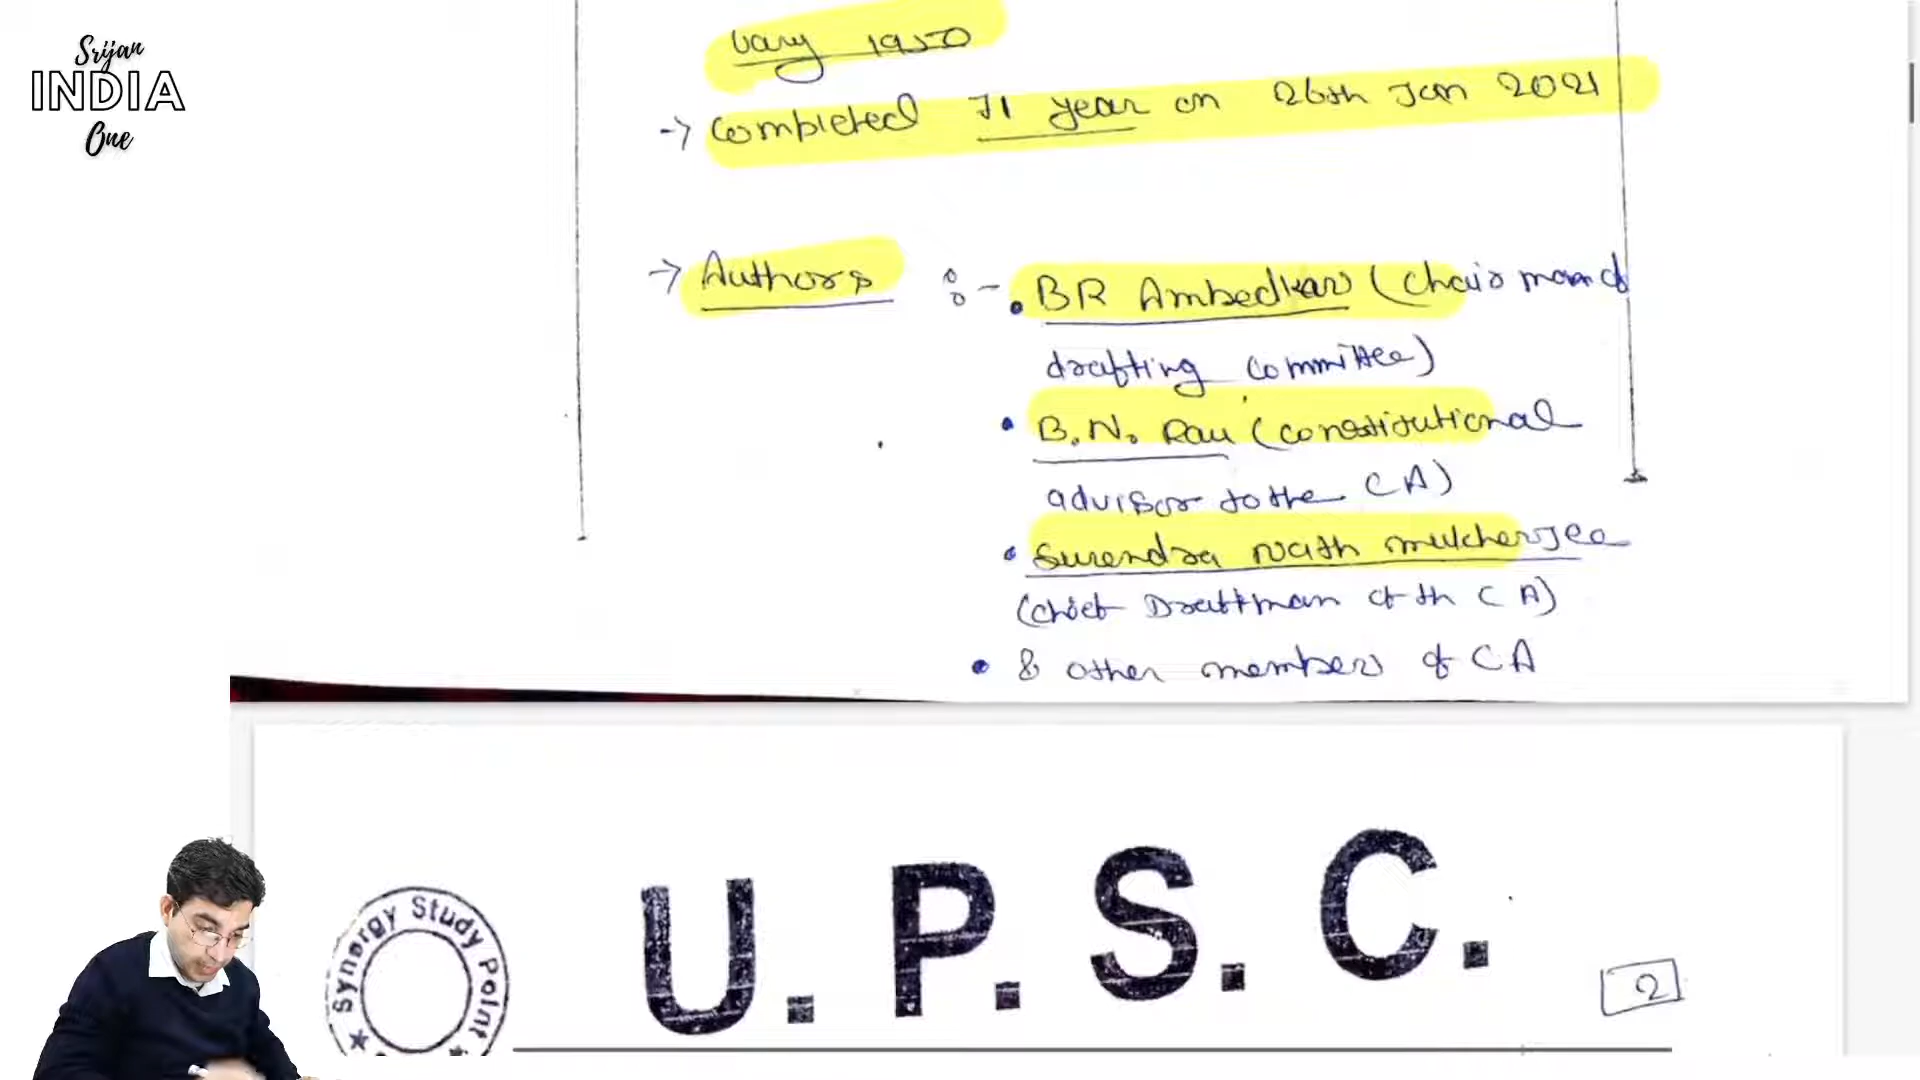 Srijan
INDIA
One
uary 1950
→ Completed 71 year on 26th Jan 2021
→ Authors :- • BR Ambedkar (Chairman of
drafting Committee)
• B.N. Rau (constitutional
advisor to the CA)
• Surendra Nath Mukherjee
(Chief Draftman of th CA)
• & other members of CA
Synergy Study Point
U.P.S.C.
2